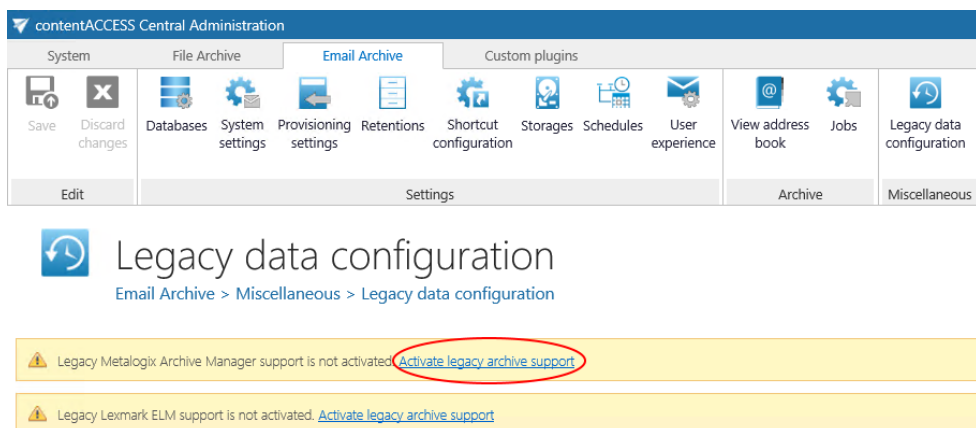 contentACCESS Central Administration
System File Archive Email Archive Custom plugins
Save Discard changes Databases System settings Provisioning settings Retentions Shortcut configuration Storages Schedules User experience View address book Jobs Legacy data configuration
Edit Settings Archive Miscellaneous
Legacy data configuration
Email Archive > Miscellaneous > Legacy data configuration
Legacy Metalogix Archive Manager support is not activated. Activate legacy archive support
Legacy Lexmark ELM support is not activated. Activate legacy archive support